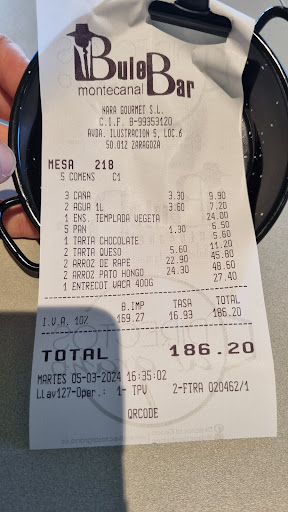 BuleBar
montecanal
NARA GOURMET S.L.
C.I.F. B-99353120
AVDA. ILUSTRACION 5, LOC.6
50.012 ZARAGOZA
MESA 218
5 COMENS C1
3 CAÑA 3.30 9.90
2 AGUA 1L 3.60 7.20
1 ENS. TEMPLADA VEGETA 24.00
5 PAN 1.30 6.50
1 TARTA CHOCOLATE 5.60
2 TARTA QUESO 5.60 11.20
2 ARROZ DE RAPE 22.90 45.80
2 ARROZ PATO HONGO 24.30 48.60
1 ENTRECOT VACA 400G 27.40
B.IMP TASA TOTAL
I.V.A. 10% 169.27 16.93 186.20
TOTAL 186.20
MARTES 05-03-2024 16:35:02
Llav127-Oper.: 1- TPV 2-FTRA 020462/1
QRCODE